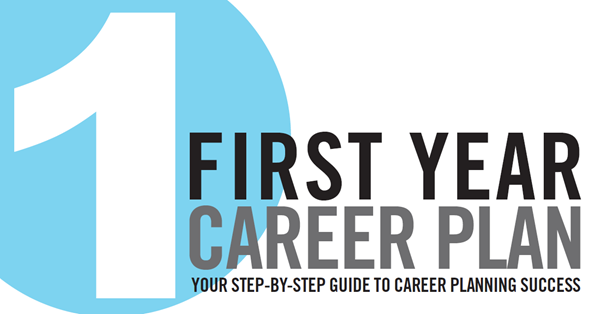 1
FIRST YEAR
CAREER PLAN
YOUR STEP-BY-STEP GUIDE TO CAREER PLANNING SUCCESS